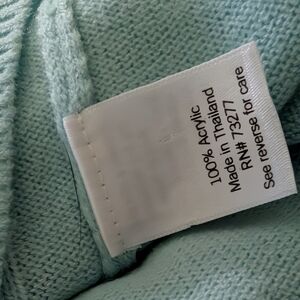 100% Acrylic
Made in Thailand
RN# 73277
See reverse for care